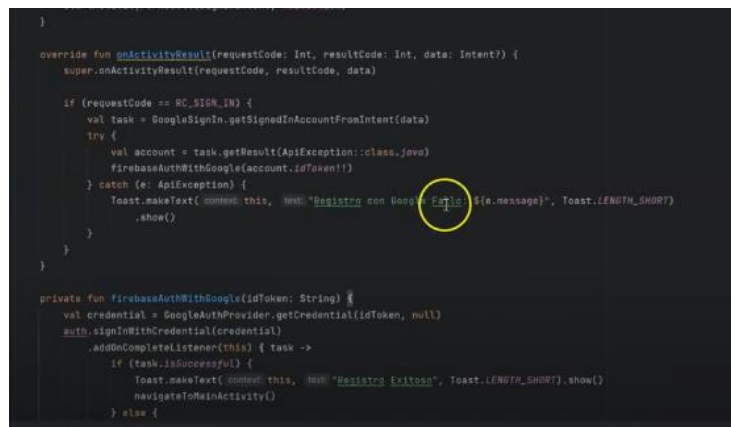 }
override fun onActivityResult(requestCode: Int, resultCode: Int, data: Intent?) {
super.onActivityResult(requestCode, resultCode, data)
if (requestCode == RC_SIGN_IN) {
val task = GoogleSignIn.getSignedInAccountFromIntent(data)
try {
val account = task.getResult(ApiException::class.java)
firebaseAuthWithGoogle(account.idToken!!)
} catch (e: ApiException) {
Toast.makeText( context: this, text: "Registro con Google Fallo: ${e.message}", Toast.LENGTH_SHORT)
.show()
}
}
}
private fun firebaseAuthWithGoogle(idToken: String) {
val credential = GoogleAuthProvider.getCredential(idToken, null)
auth.signInWithCredential(credential)
.addOnCompleteListener(this) { task ->
if (task.isSuccessful) {
Toast.makeText( context: this, text: "Registro Exitoso", Toast.LENGTH_SHORT).show()
navigateToMainActivity()
} else {